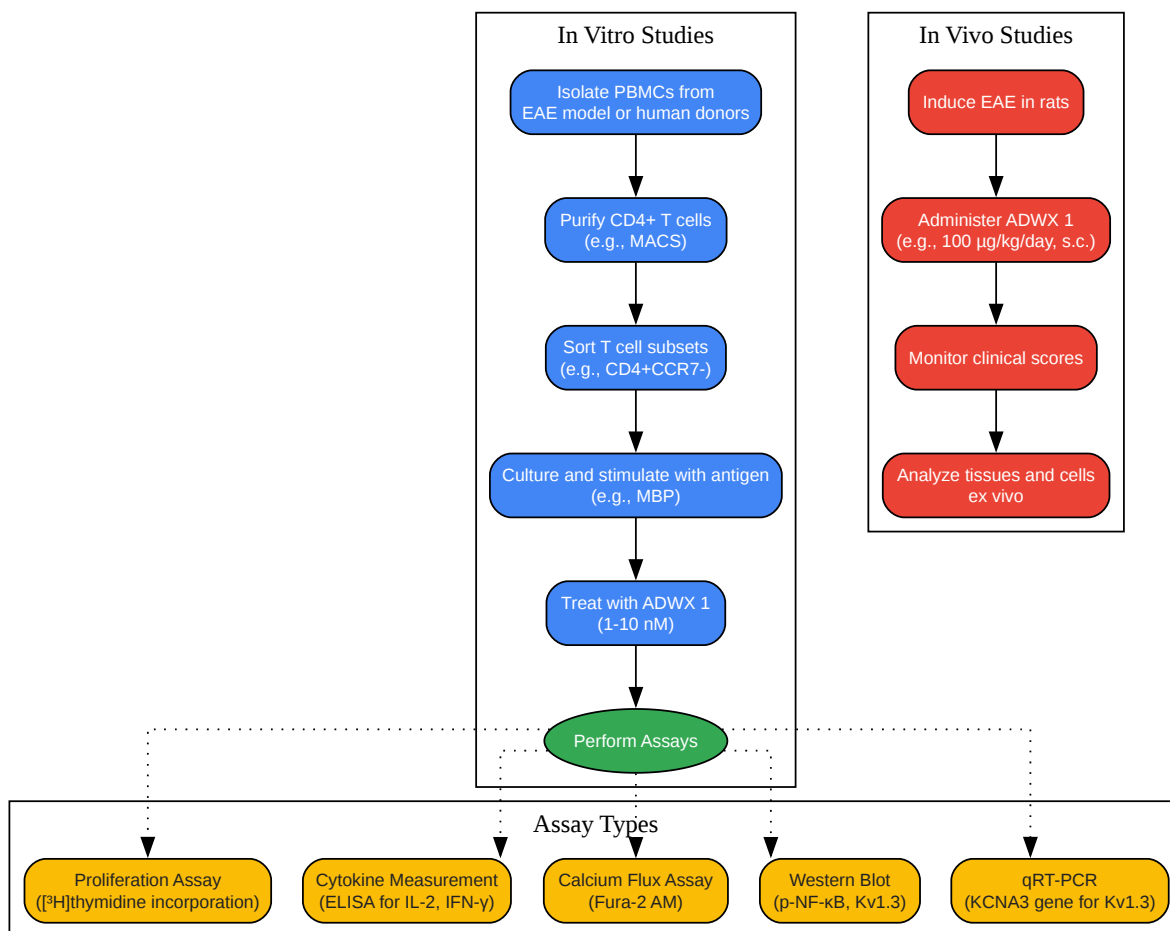 In Vitro Studies
Isolate PBMCs from
EAE model or human donors
Purify CD4+ T cells
(e.g., MACS)
Sort T cell subsets
(e.g., CD4+CCR7-)
Culture and stimulate with antigen
(e.g., MBP)
Treat with ADWX 1
(1-10 nM)
Perform Assays
In Vivo Studies
Induce EAE in rats
Administer ADWX 1
(e.g., 100 µg/kg/day, s.c.)
Monitor clinical scores
Analyze tissues and cells
ex vivo
Assay Types
Proliferation Assay
([³H]thymidine incorporation)
Cytokine Measurement
(ELISA for IL-2, IFN-γ)
Calcium Flux Assay
(Fura-2 AM)
Western Blot
(p-NF-κB, Kv1.3)
qRT-PCR
(KCNA3 gene for Kv1.3)